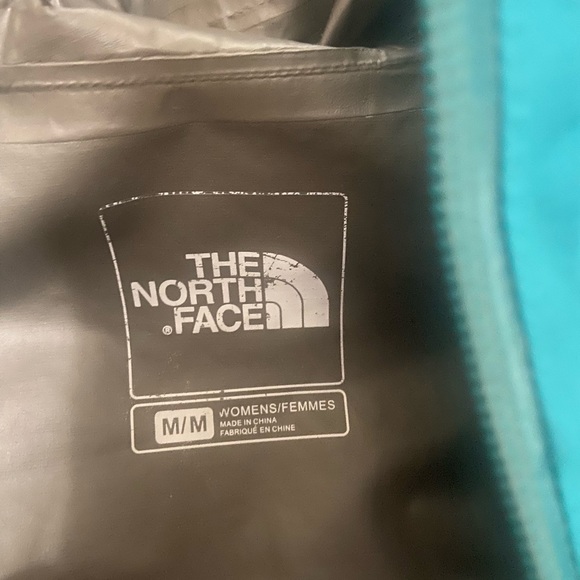 THE
NORTH
®FACE
M/M WOMENS/FEMMES
MADE IN CHINA
FABRIQUÉ EN CHINE